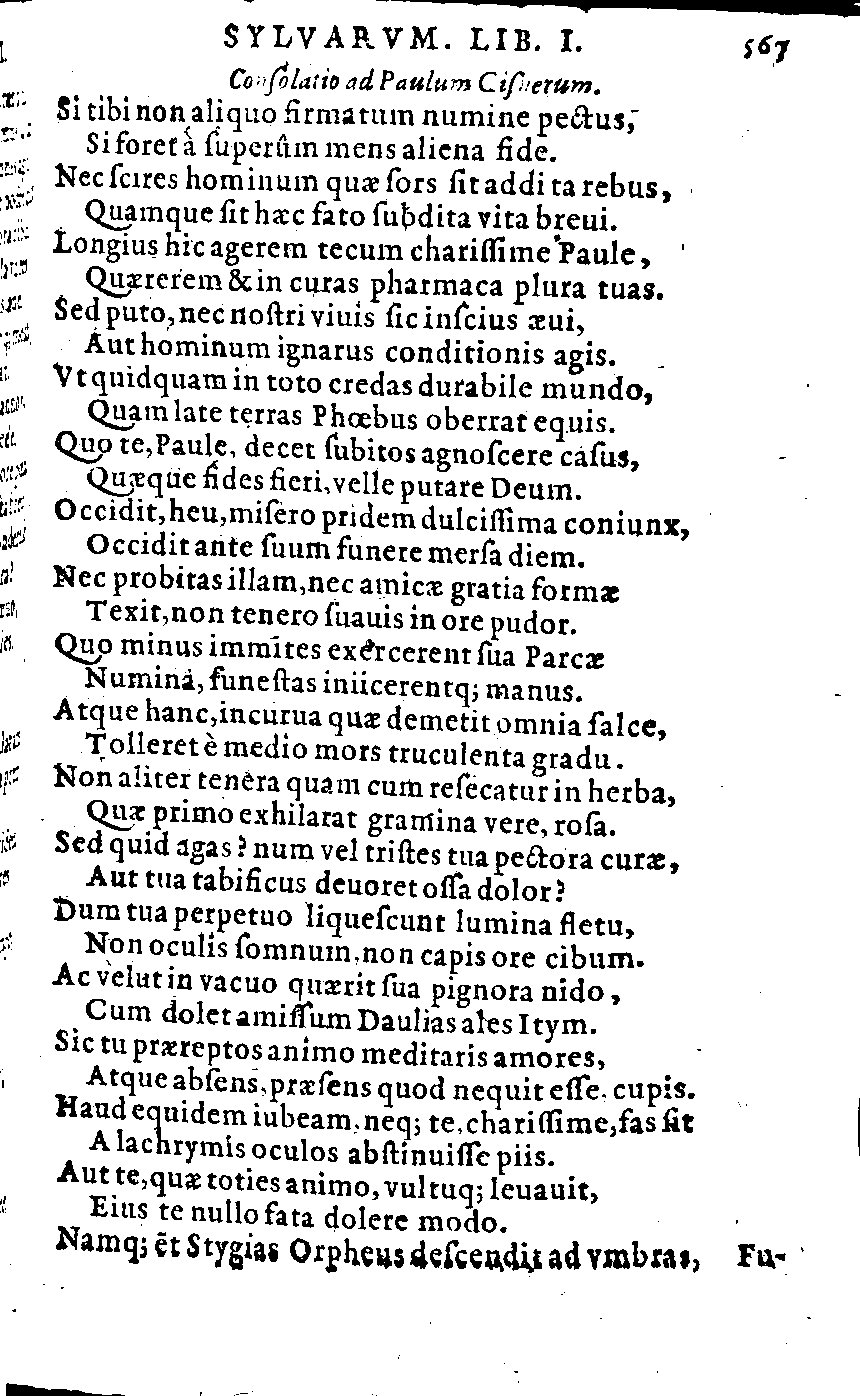 SYLVARVM. LIB. I. 567
Consolatio ad Paulum Cisnerum.
Si tibi non aliquo firmatum numine pectus,
Si foret à ſuperûm mens aliena fide.
Nec ſcires hominum quæ ſors ſit addita rebus,
Quamque ſit hæc fato ſubdita vita breui.
Longius hic agerem tecum chariſſime Paule,
Quærerem & in curas pharmaca plura tuas.
Sed puto, nec noſtri viuis ſic inſcius æui,
Aut hominum ignarus conditionis agis.
Vt quidquam in toto credas durabile mundo,
Quam late terras Phœbus oberrat equis.
Quo te, Paule, decet ſubitos agnoſcere caſus,
Quæque fides fieri, velle putare Deum.
Occidit, heu, miſero pridem dulciſſima coniunx,
Occidit ante ſuum funere merſa diem.
Nec probitas illam, nec amicæ gratia formæ
Texit, non tenero ſuauis in ore pudor.
Quo minus immites exercerent ſua Parcæ
Numina, funeſtas iniicerentq; manus.
Atque hanc, incurua quæ demetit omnia falce,
Tolleret è medio mors truculenta gradu.
Non aliter tenera quam cum reſecatur in herba,
Quæ primo exhilarat gramina vere, roſa.
Sed quid agas? num vel triſtes tua pectora curæ,
Aut tua tabificus deuoret oſſa dolor?
Dum tua perpetuo liqueſcunt lumina fletu,
Non oculis ſomnum, non capis ore cibum.
Ac velut in vacuo quærit ſua pignora nido,
Cum dolet amiſſum Daulias ales Itym.
Sic tu præreptos animo meditaris amores,
Atque abſens, præſens quod nequit eſſe, cupis.
Haud equidem iubeam, neq; te, chariſſime, fas ſit
A lachrymis oculos abſtinuiſſe piis.
Aut te, quæ toties animo, vultuq; leuauit,
Eius te nullo fata dolere modo.
Namq; ēt Stygias Orpheus deſcendit ad vmbras,
Fu-